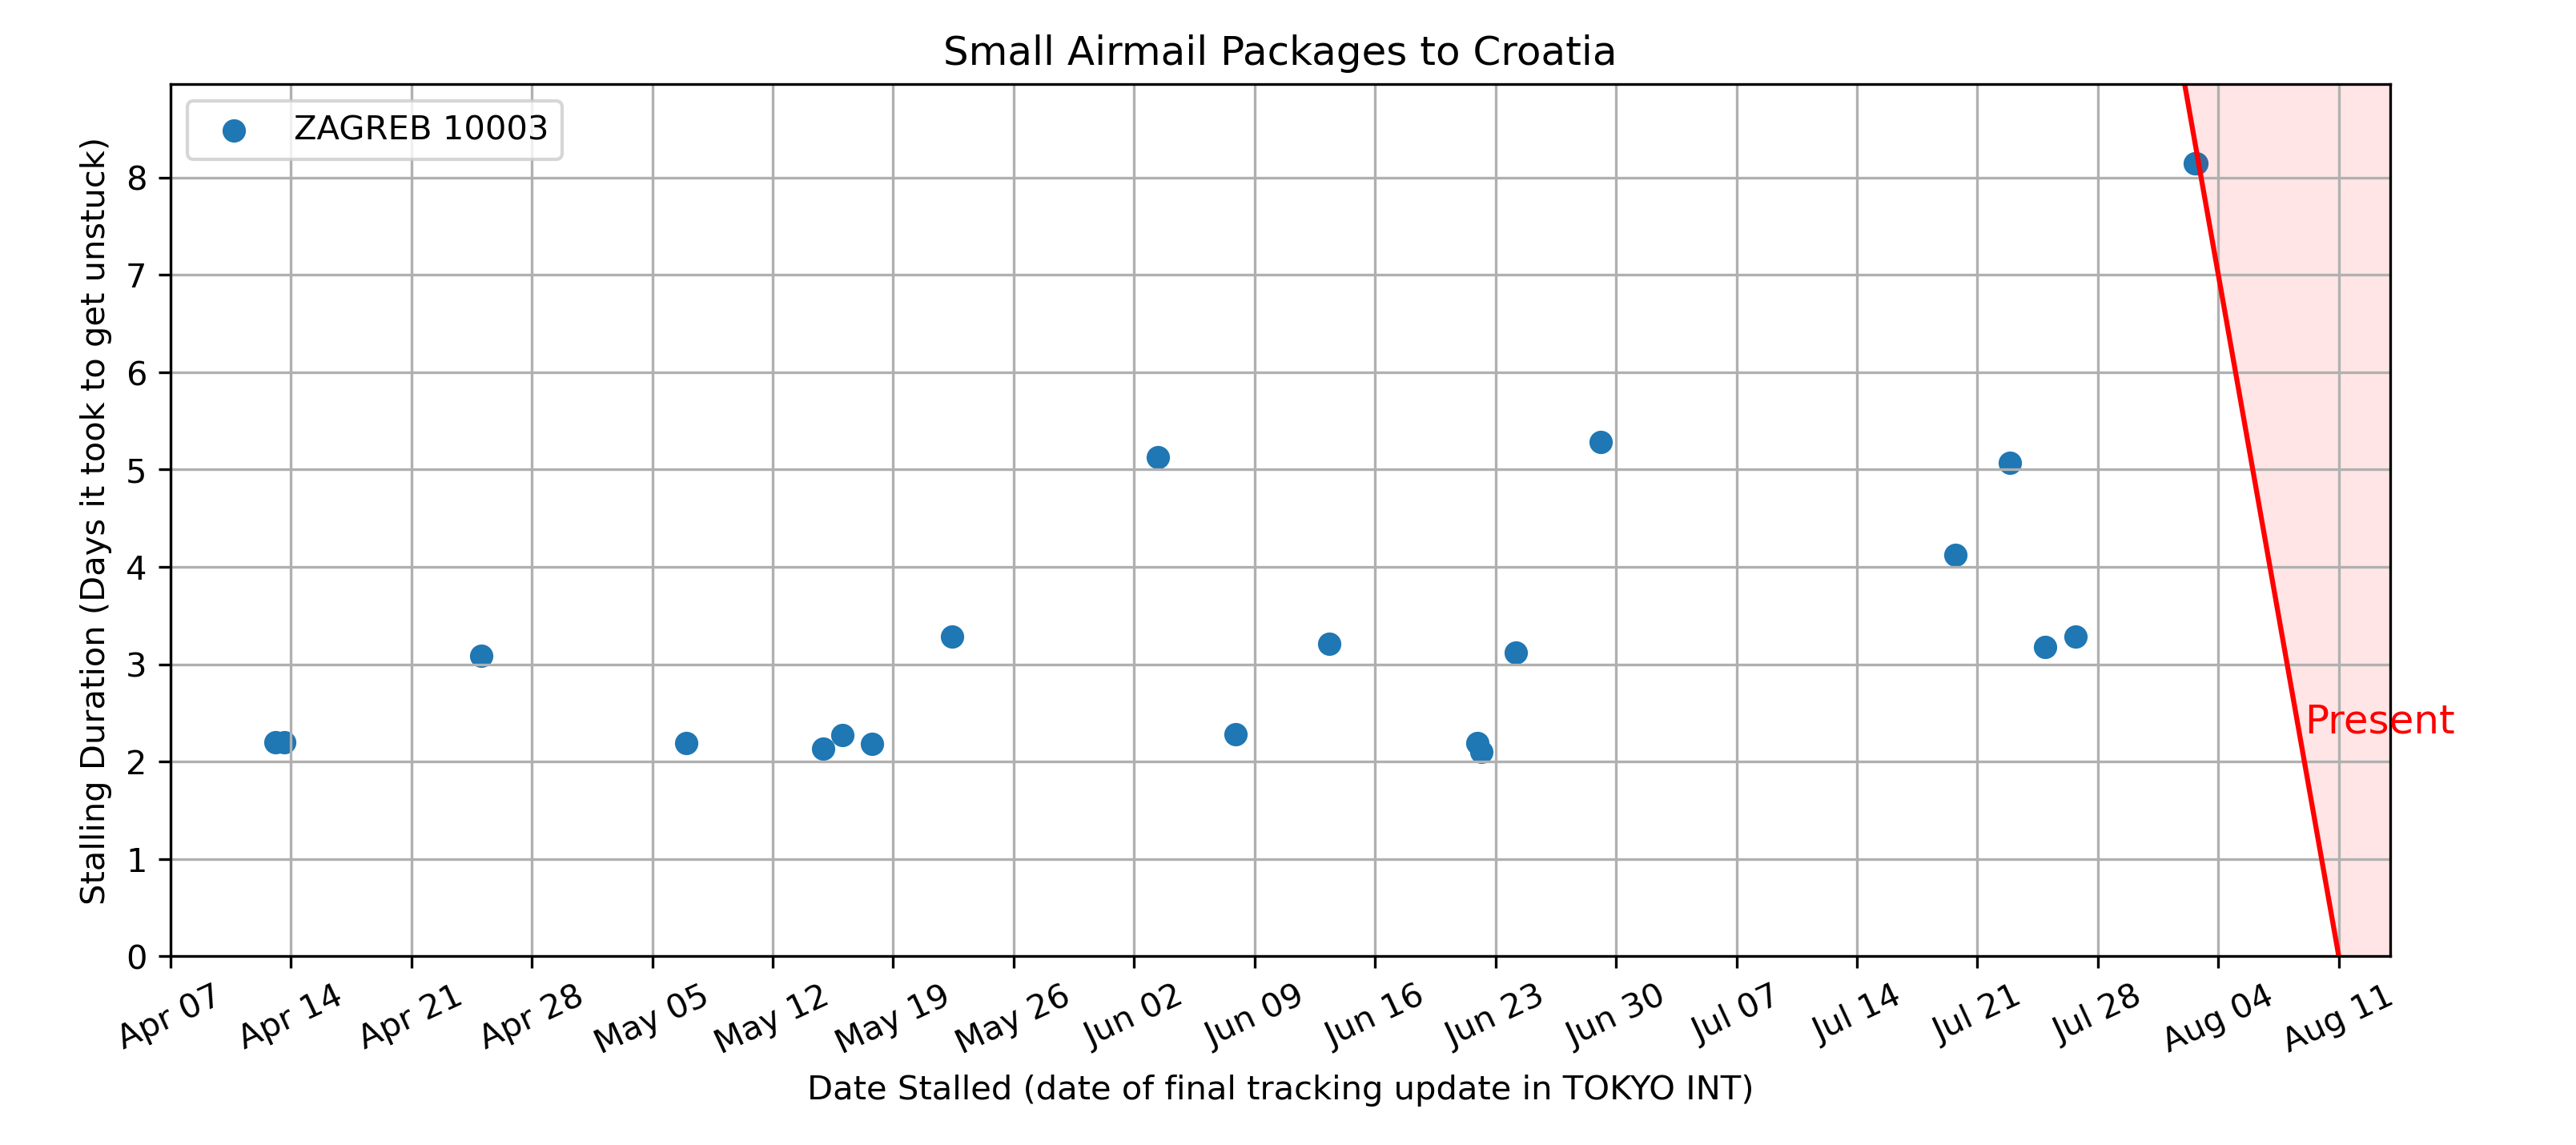 Small Airmail Packages to Croatia
ZAGREB 10003
Stalling Duration (Days it took to get unstuck)
8
7
6
5
4
3
2
1
0
Present
Apr 07
Apr 14
Apr 21
Apr 28
May 05
May 12
May 19
May 26
Jun 02
Jun 09
Jun 16
Jun 23
Jun 30
Jul 07
Jul 14
Jul 21
Jul 28
Aug 04
Aug 11
Date Stalled (date of final tracking update in TOKYO INT)